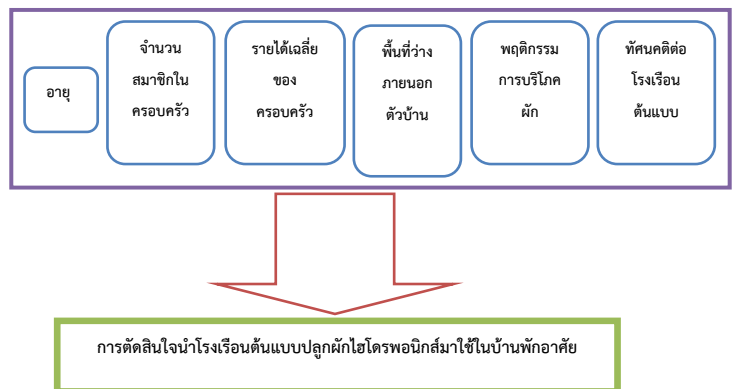 อายุ
จำนวน
สมาชิกใน
ครอบครัว
รายได้เฉลี่ย
ของ
ครอบครัว
พื้นที่ว่าง
ภายนอก
ตัวบ้าน
พฤติกรรม
การบริโภค
ผัก
ทัศนคติต่อ
โรงเรือน
ต้นแบบ
การตัดสินใจนำโรงเรือนต้นแบบปลูกผักไฮโดรพอนิกส์มาใช้ในบ้านพักอาศัย